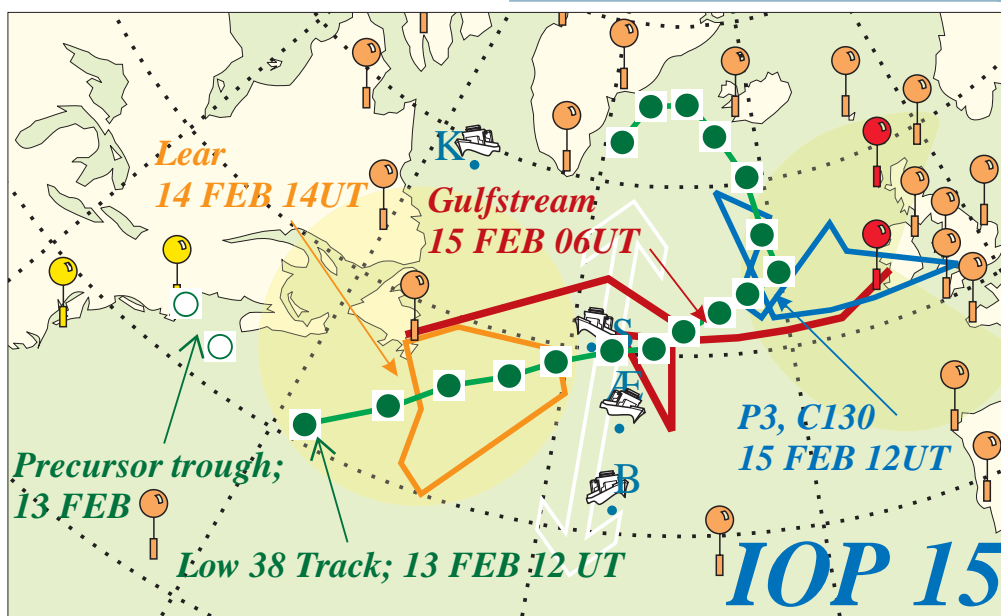 K
Lear
14 FEB 14UT
Gulfstream
15 FEB 06UT
S
Æ
P3, C130
15 FEB 12UT
Precursor trough;
13 FEB
B
Low 38 Track; 13 FEB 12 UT
IOP 15